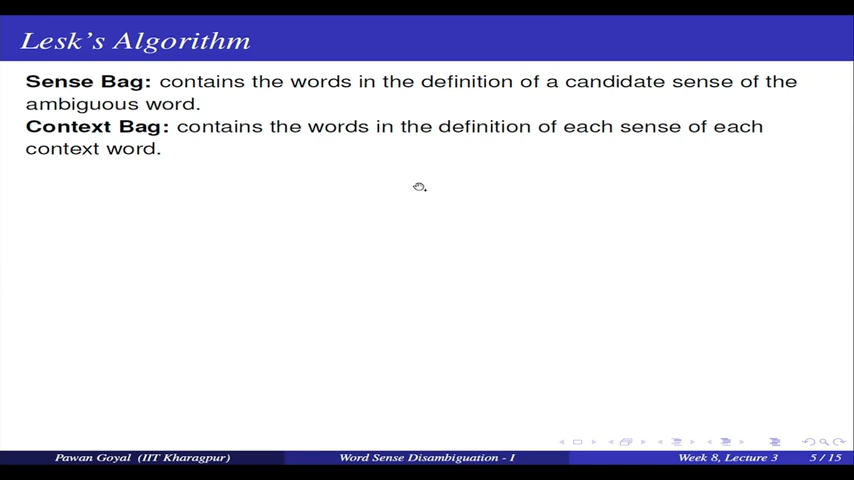 Lesk's Algorithm
Sense Bag: contains the words in the definition of a candidate sense of the
ambiguous word.
Context Bag: contains the words in the definition of each sense of each
context word.
Pawan Goyal (IIT Kharagpur) Word Sense Disambiguation - I Week 8, Lecture 3 5 / 15